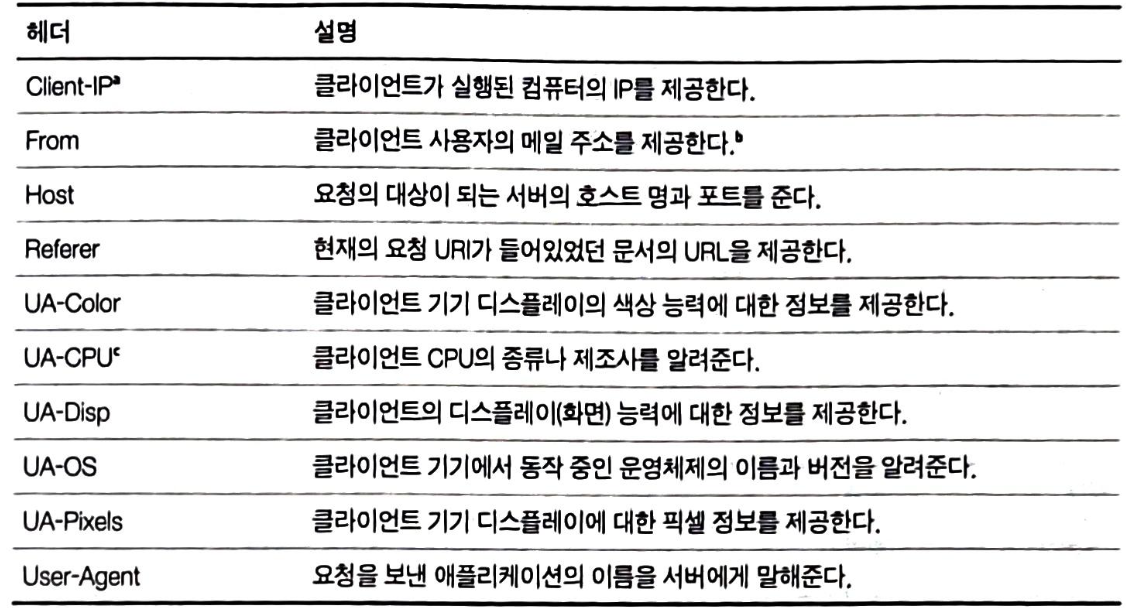 헤더 설명
Client-IPª 클라이언트가 실행된 컴퓨터의 IP를 제공한다.
From 클라이언트 사용자의 메일 주소를 제공한다.ᵇ
Host 요청의 대상이 되는 서버의 호스트 명과 포트를 준다.
Referer 현재의 요청 URI가 들어있었던 문서의 URL을 제공한다.
UA-Color 클라이언트 기기 디스플레이의 색상 능력에 대한 정보를 제공한다.
UA-CPUᶜ 클라이언트 CPU의 종류나 제조사를 알려준다.
UA-Disp 클라이언트의 디스플레이(화면) 능력에 대한 정보를 제공한다.
UA-OS 클라이언트 기기에서 동작 중인 운영체제의 이름과 버전을 알려준다.
UA-Pixels 클라이언트 기기 디스플레이에 대한 픽셀 정보를 제공한다.
User-Agent 요청을 보낸 애플리케이션의 이름을 서버에게 말해준다.